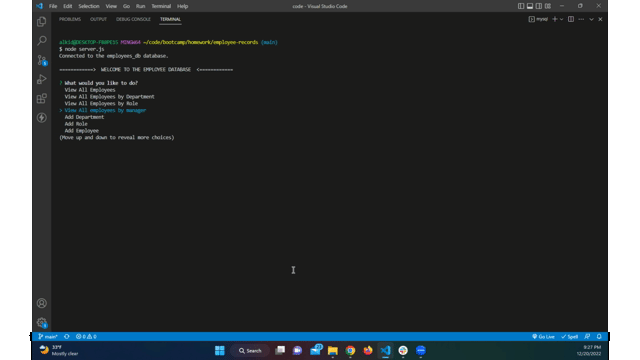 File Edit Selection View Go Run Terminal Help
code - Visual Studio Code
PROBLEMS OUTPUT DEBUG CONSOLE TERMINAL
mysql
MINGW64 ~/code/bootcamp/homework/employee-records (main)
$ node server.js
Connected to the employees_db database.
============> WELCOME TO THE EMPLOYEE DATABASE <============
? What would you like to do?
View All Employees
View All Employees by Department
View All Employees by Role
> View All employees by manager
Add Department
Add Role
Add Employee
(Move up and down to reveal more choices)
main* 0 0
Go Live Spell
33°F
Mostly clear
Search
9:37 PM
12/20/2022